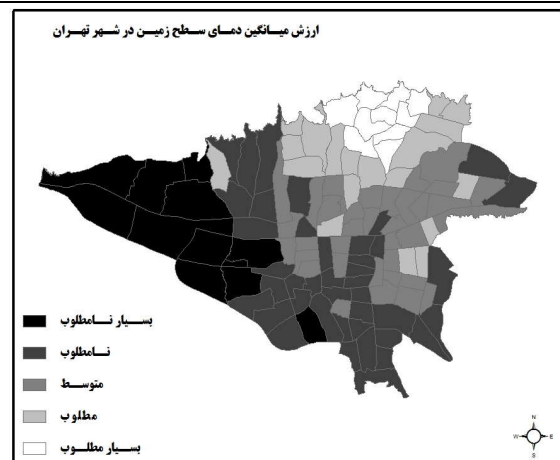 ارزش میانگین دمای سطح زمین در شهر تهران
بسیار نامطلوب
نامطلوب
متوسط
مطلوب
بسیار مطلوب
N
W E
S